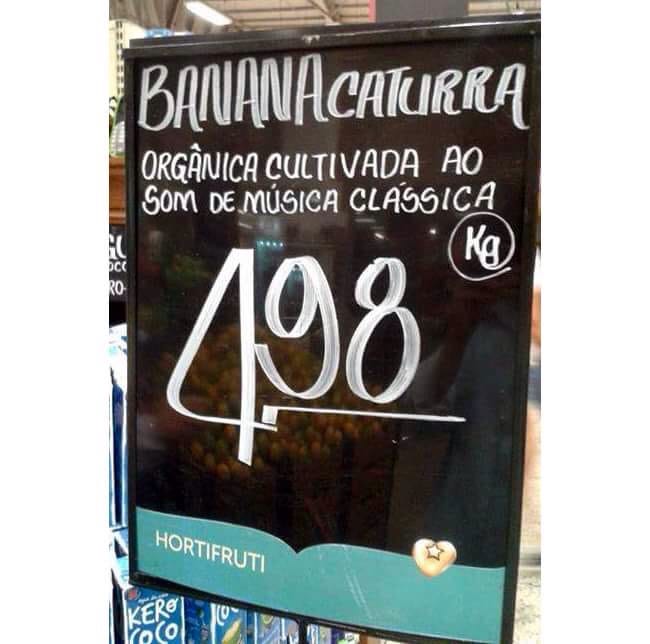 BANANA CATURRA
ORGÂNICA CULTIVADA AO
SOM DE MÚSICA CLÁSSICA
Kg
4,98
HORTIFRUTI
KERO
COCO